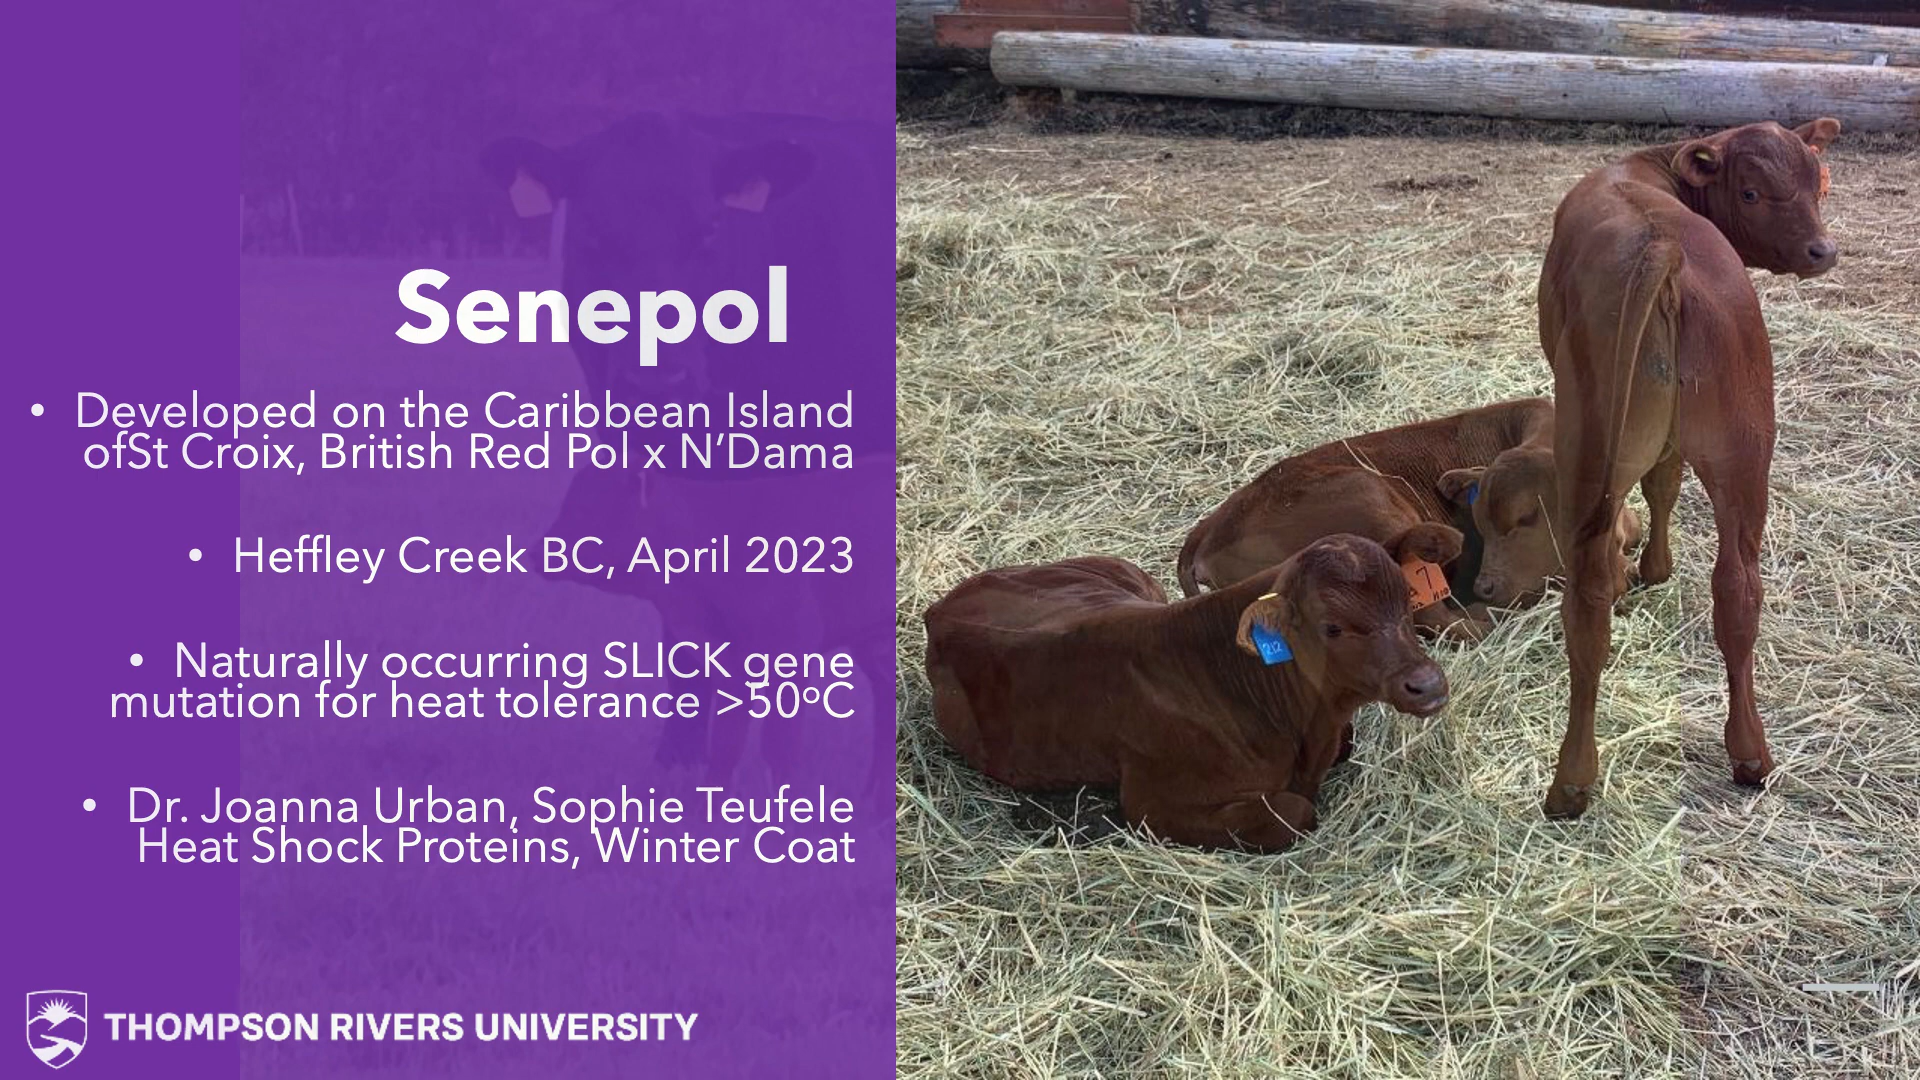 Senepol
• Developed on the Caribbean Island
ofSt Croix, British Red Pol x N’Dama
• Heffley Creek BC, April 2023
• Naturally occurring SLICK gene
mutation for heat tolerance >50ºC
• Dr. Joanna Urban, Sophie Teufele
Heat Shock Proteins, Winter Coat
THOMPSON RIVERS UNIVERSITY
7
212